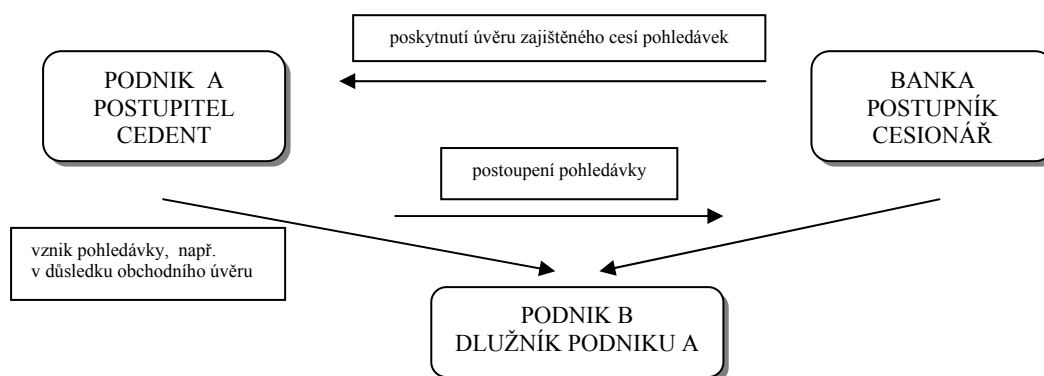 poskytnutí úvěru zajištěného cesí pohledávek
PODNIK A
POSTUPITEL
CEDENT
BANKA
POSTUPNÍK
CESIONÁŘ
postoupení pohledávky
vznik pohledávky, např.
v důsledku obchodního úvěru
PODNIK B
DLUŽNÍK PODNIKU A